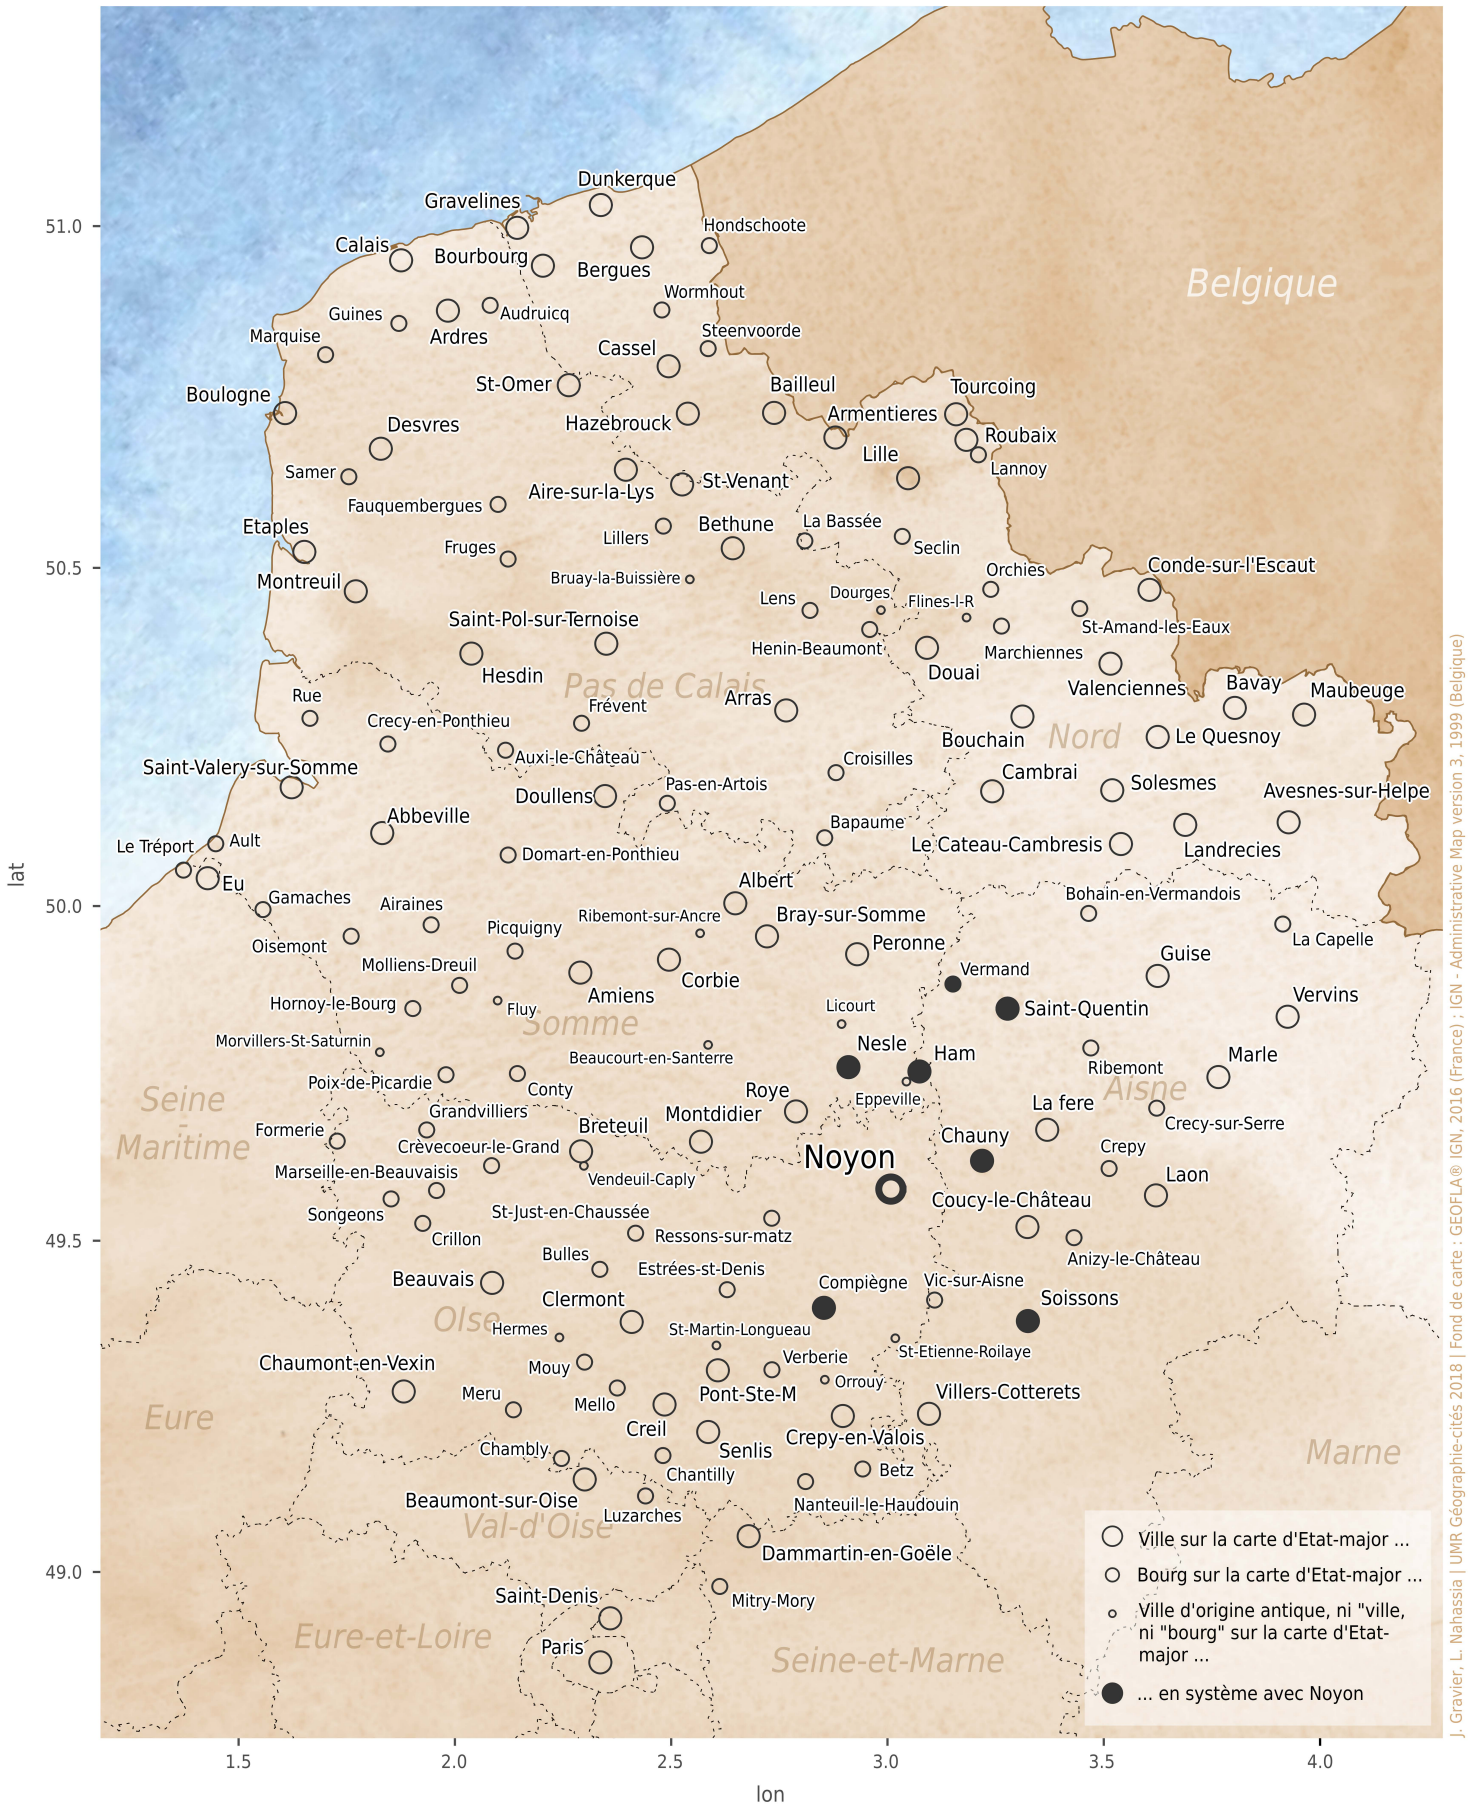 Dunkerque
Gravelines
51.0
Hondschoote
Calais
Bourbourg
Bergues
Belgique
Wormhout
Guines
Audruicq
Marquise
Ardres
Steenvoorde
Cassel
St-Omer
Bailleul
Tourcoing
Boulogne
Armentieres
Desvres
Hazebrouck
Roubaix
Lille
Lannoy
Samer
St-Venant
Aire-sur-la-Lys
Fauquembergues
Etaples
Bethune
La Bassée
Lillers
Fruges
Seclin
50.5
Conde-sur-l'Escaut
Orchies
Montreuil
Bruay-la-Buissière
Lens
Dourges
Flines-l-R
Saint-Pol-sur-Ternoise
St-Amand-les-Eaux
Henin-Beaumont
Marchiennes
Hesdin
Douai
Pas de Calais
Valenciennes
Bavay
Maubeuge
Rue
Arras
Frévent
Crecy-en-Ponthieu
Bouchain
Nord
Le Quesnoy
Auxi-le-Château
Croisilles
Saint-Valery-sur-Somme
Cambrai
Pas-en-Artois
Solesmes
Doullens
Avesnes-sur-Helpe
Abbeville
Bapaume
Le Tréport
Ault
Le Cateau-Cambresis
Landrecies
Domart-en-Ponthieu
lat
Eu
Albert
Bohain-en-Vermandois
Gamaches
50.0
Airaines
Ribemont-sur-Ancre
Bray-sur-Somme
Picquigny
Oisemont
Peronne
La Capelle
Guise
Molliens-Dreuil
Vermand
Corbie
Amiens
Vervins
Hornoy-le-Bourg
Fluy
Licourt
Saint-Quentin
Somme
Morvillers-St-Saturnin
Nesle
Ham
Beaucourt-en-Santerre
Marle
Ribemont
Poix-de-Picardie
Conty
Roye
Aisne
Seine
-
Maritime
Eppeville
La fere
Grandvilliers
Montdidier
Crecy-sur-Serre
Formerie
Breteuil
Chauny
Crèvecoeur-le-Grand
Crepy
Noyon
Marseille-en-Beauvaisis
Vendeuil-Caply
Laon
Coucy-le-Château
Songeons
St-Just-en-Chaussée
Crillon
Ressons-sur-matz
49.5
Bulles
Anizy-le-Château
Estrées-st-Denis
Beauvais
Compiègne
Vic-sur-Aisne
Clermont
Soissons
OIse
Hermes
St-Martin-Longueau
St-Etienne-Roilaye
Chaumont-en-Vexin
Mouy
Verberie
Orrouy
Meru
Mello
Pont-Ste-M
Villers-Cotterets
Eure
Creil
Crepy-en-Valois
Chambly
Senlis
Marne
Chantilly
Betz
Beaumont-sur-Oise
Nanteuil-le-Haudouin
Luzarches
Val-d'Oise
Dammartin-en-Goële
49.0
Saint-Denis
Mitry-Mory
Eure-et-Loire
Paris
Seine-et-Marne
Ville sur la carte d'Etat-major ...
Bourg sur la carte d'Etat-major ...
Ville d'origine antique, ni "ville,
ni "bourg" sur la carte d'Etat-
major ...
... en système avec Noyon
1.5
2.0
2.5
3.0
3.5
4.0
lon
J. Gravier, L. Nahassia | UMR Géographie-cités 2018 | Fond de carte : GEOFLA® IGN, 2016 (France) ; IGN - Administrative Map version 3, 1999 (Belgique)